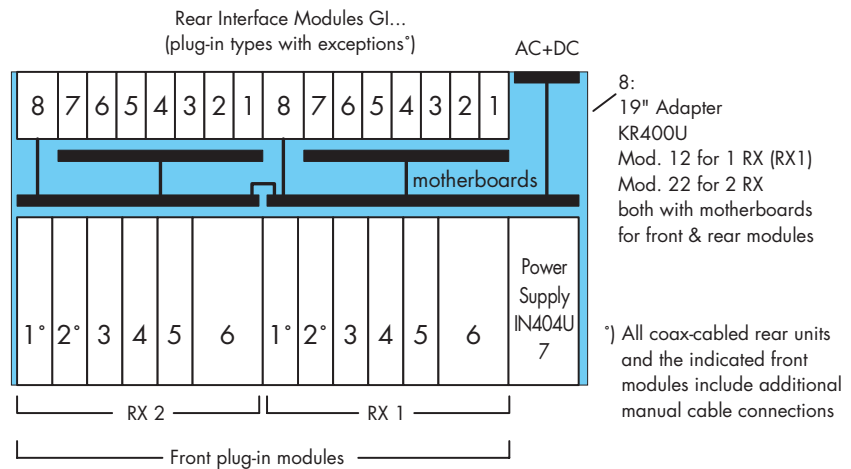 Rear Interface Modules GI...
(plug-in types with exceptions°)
AC+DC
8 7 6 5 4 3 2 1 8 7 6 5 4 3 2 1
8:
19" Adapter
KR400U
Mod. 12 for 1 RX (RX1)
Mod. 22 for 2 RX
both with motherboards
for front & rear modules
motherboards
Power
Supply
IN404U
7
1° 2° 3 4 5 6 1° 2° 3 4 5 6
°) All coax-cabled rear units
and the indicated front
modules include additional
manual cable connections
RX 2 RX 1
Front plug-in modules